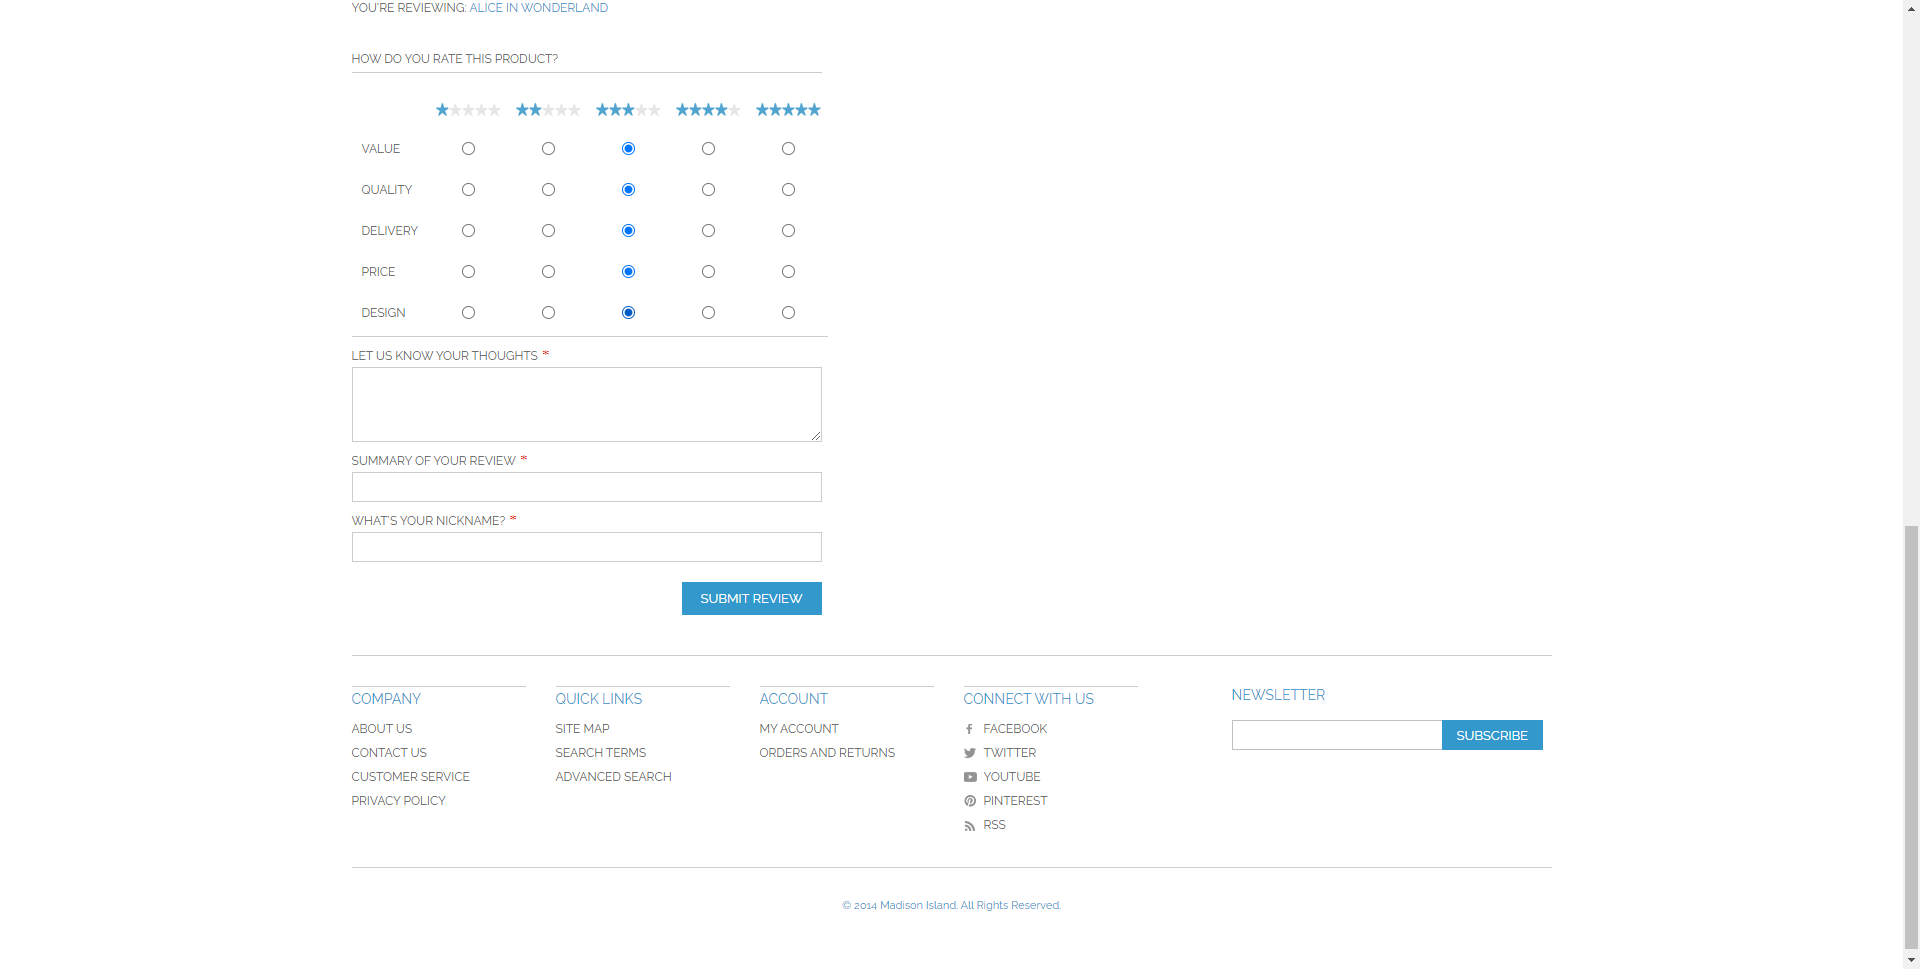 YOU'RE REVIEWING: ALICE IN WONDERLAND
HOW DO YOU RATE THIS PRODUCT?
VALUE
QUALITY
DELIVERY
PRICE
DESIGN
LET US KNOW YOUR THOUGHTS *
SUMMARY OF YOUR REVIEW *
WHAT'S YOUR NICKNAME? *
SUBMIT REVIEW
COMPANY
ABOUT US
CONTACT US
CUSTOMER SERVICE
PRIVACY POLICY
QUICK LINKS
SITE MAP
SEARCH TERMS
ADVANCED SEARCH
ACCOUNT
MY ACCOUNT
ORDERS AND RETURNS
CONNECT WITH US
FACEBOOK
TWITTER
YOUTUBE
PINTEREST
RSS
NEWSLETTER
SUBSCRIBE
© 2014 Madison Island. All Rights Reserved.